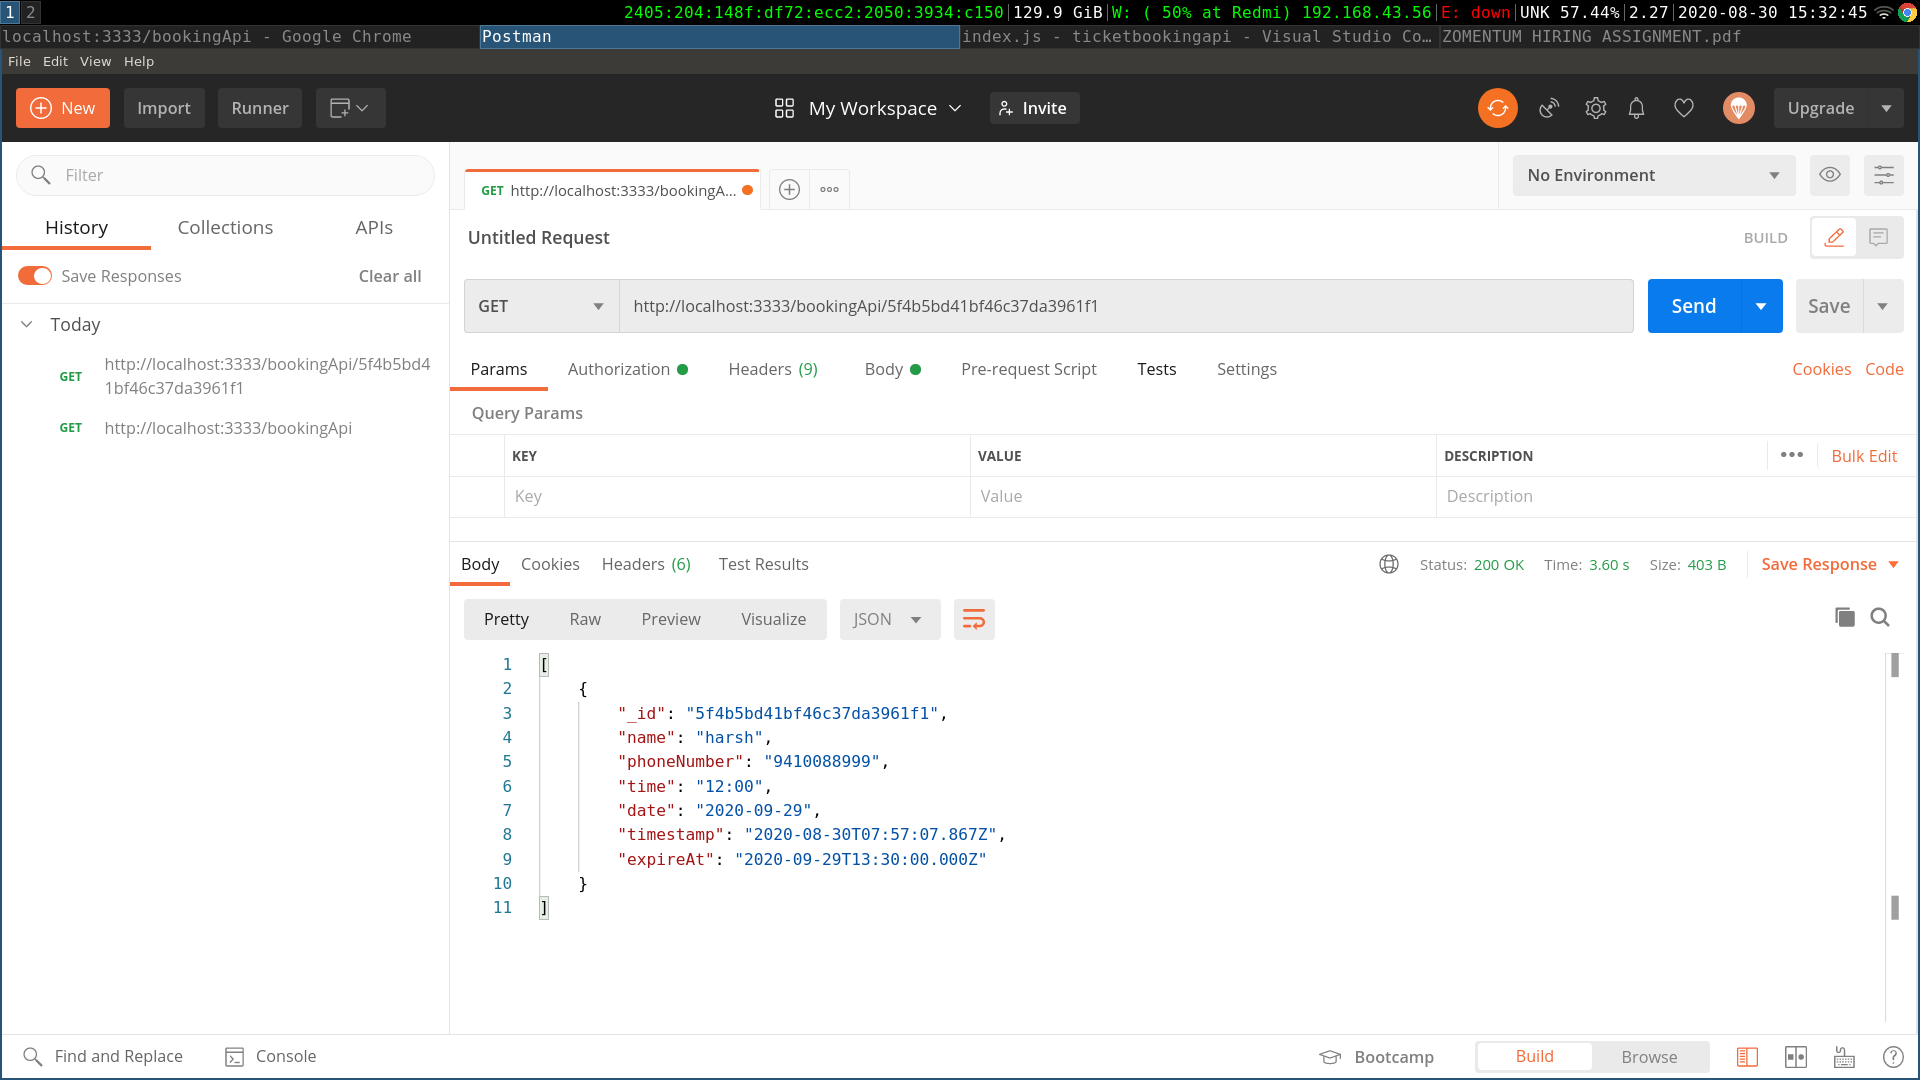 1 2 2405:204:148f:df72:ecc2:2050:3934:c150|129.9 GiB|W: ( 50% at Redmi) 192.168.43.56|E: down|UNK 57.44%|2.27|2020-08-30 15:32:45
localhost:3333/bookingApi - Google Chrome Postman index.js - ticketbookingapi - Visual Studio Co… ZOMENTUM HIRING ASSIGNMENT.pdf
File Edit View Help
New Import Runner My Workspace Invite Upgrade
Filter
GET http://localhost:3333/bookingA... No Environment
History Collections APIs
Untitled Request BUILD
Save Responses Clear all
GET http://localhost:3333/bookingApi/5f4b5bd41bf46c37da3961f1 Send Save
Today
GET http://localhost:3333/bookingApi/5f4b5bd4
1bf46c37da3961f1
GET http://localhost:3333/bookingApi
Params Authorization Headers (9) Body Pre-request Script Tests Settings Cookies Code
Query Params
KEY VALUE DESCRIPTION ••• Bulk Edit
Key Value Description
Body Cookies Headers (6) Test Results Status: 200 OK Time: 3.60 s Size: 403 B Save Response
Pretty Raw Preview Visualize JSON
1 [
2 {
3 "_id": "5f4b5bd41bf46c37da3961f1",
4 "name": "harsh",
5 "phoneNumber": "9410088999",
6 "time": "12:00",
7 "date": "2020-09-29",
8 "timestamp": "2020-08-30T07:57:07.867Z",
9 "expireAt": "2020-09-29T13:30:00.000Z"
10 }
11 ]
Find and Replace Console Bootcamp Build Browse